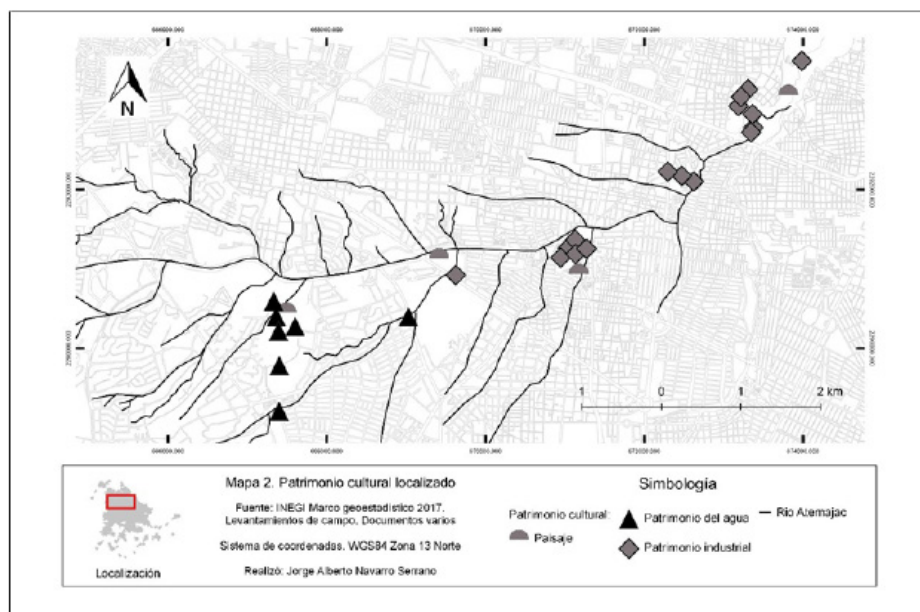 N
1 0 1 2 km
Mapa 2. Patrimonio cultural localizado
Fuente: INEGI Marco geoestadístico 2017.
Levantamientos de campo. Documentos varios
Sistema de coordenadas. WGS84 Zona 13 Norte
Realizó: Jorge Alberto Navarro Serrano
Localización
Simbología
Patrimonio cultural:
Paisaje
Patrimonio del agua
Patrimonio industrial
Rio Atemajac